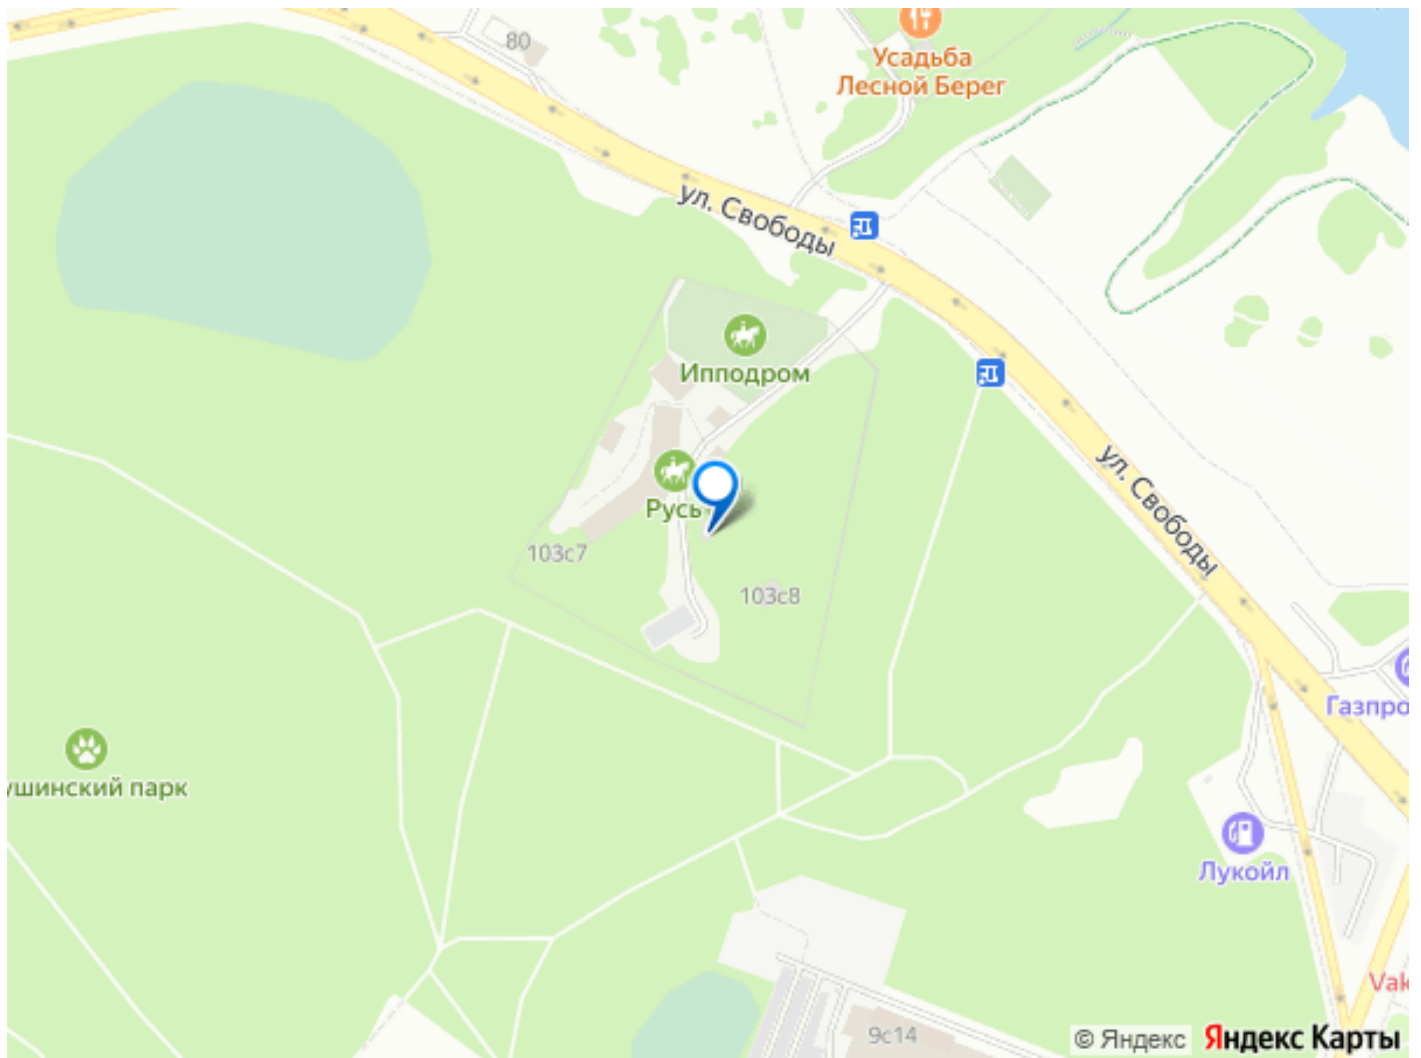 80
Усадьба
Лесной Берег
ул. Свободы
Ипподром
ул. Свободы
Русь
103с7
103с8
Газпро
ушинский парк
Лукойл
Vak
9с14
© Яндекс Яндекс Карты